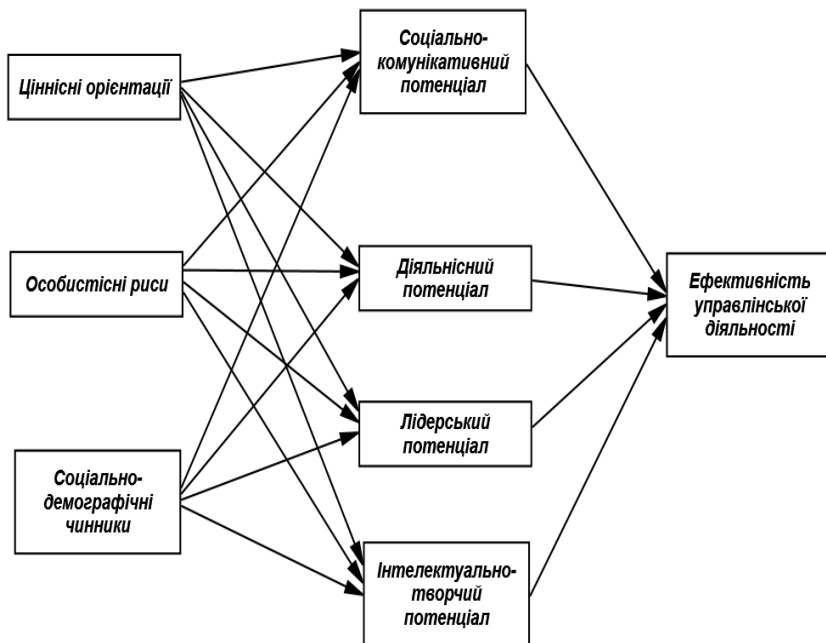 Ціннісні орієнтації
Особистісні риси
Соціально-
демографічні
чинники
Соціально-
комунікативний
потенціал
Діяльнісний
потенціал
Лідерський
потенціал
Інтелектуально-
творчий
потенціал
Ефективність
управлінської
діяльності